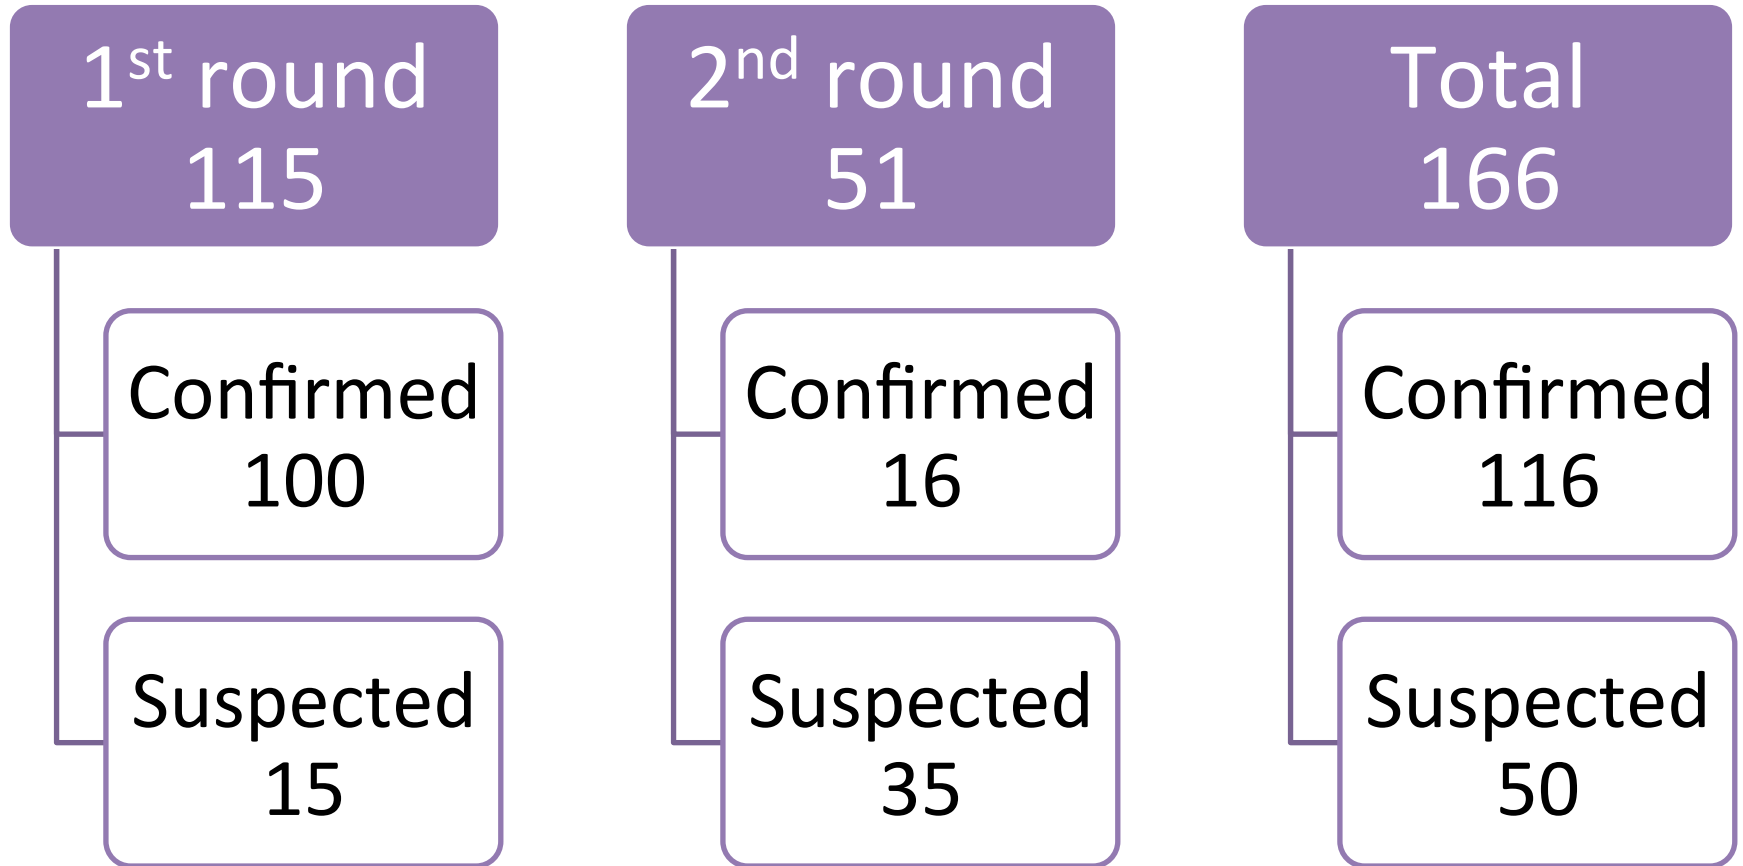 1st round
115
Confirmed
100
Suspected
15
2nd round
51
Confirmed
16
Suspected
35
Total
166
Confirmed
116
Suspected
50